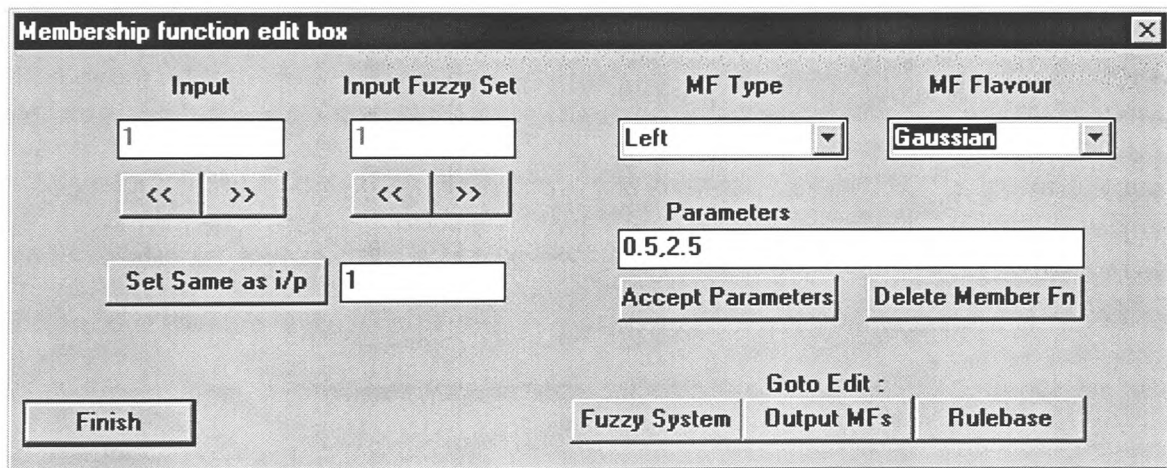 Membership function edit box
Input Input Fuzzy Set MF Type MF Flavour
1 1 Left Gaussian
<< >> << >>
Parameters
0.5,2.5
Set Same as i/p 1
Accept Parameters Delete Member Fn
Goto Edit :
Finish Fuzzy System Output MFs Rulebase